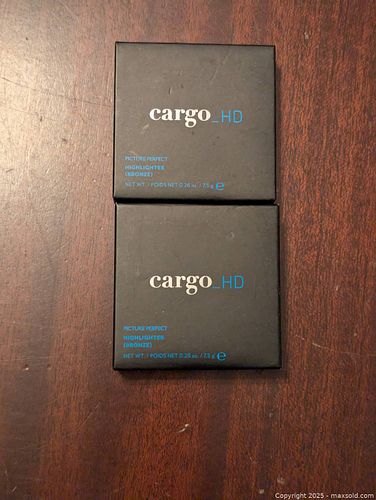 cargo_HD
PICTURE PERFECT
HIGHLIGHTER
(BRONZE)
NET WT. / POIDS NET 0.26 oz. / 7.5 g ℮
cargo_HD
PICTURE PERFECT
HIGHLIGHTER
(BRONZE)
NET WT. / POIDS NET 0.26 oz. / 7.5 g ℮
Copyright © 2025 - maxsold.com